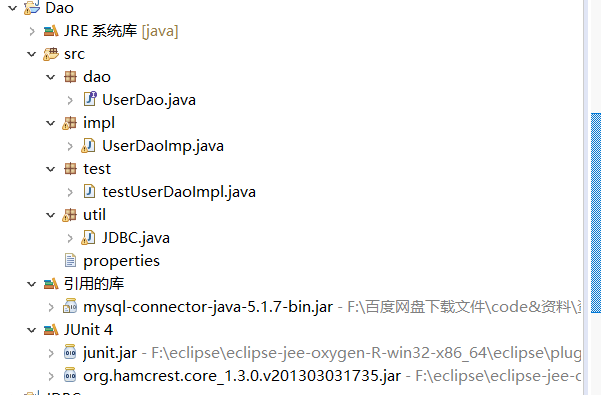 Dao
JRE 系统库 [java]
src
dao
UserDao.java
impl
UserDaoImp.java
test
testUserDaoImpl.java
util
JDBC.java
properties
引用的库
mysql-connector-java-5.1.7-bin.jar - F:\百度网盘下载文件\code&资料\
JUnit 4
junit.jar - F:\eclipse\eclipse-jee-oxygen-R-win32-x86_64\eclipse\plug
org.hamcrest.core_1.3.0.v201303031735.jar - F:\eclipse\eclipse-jee-